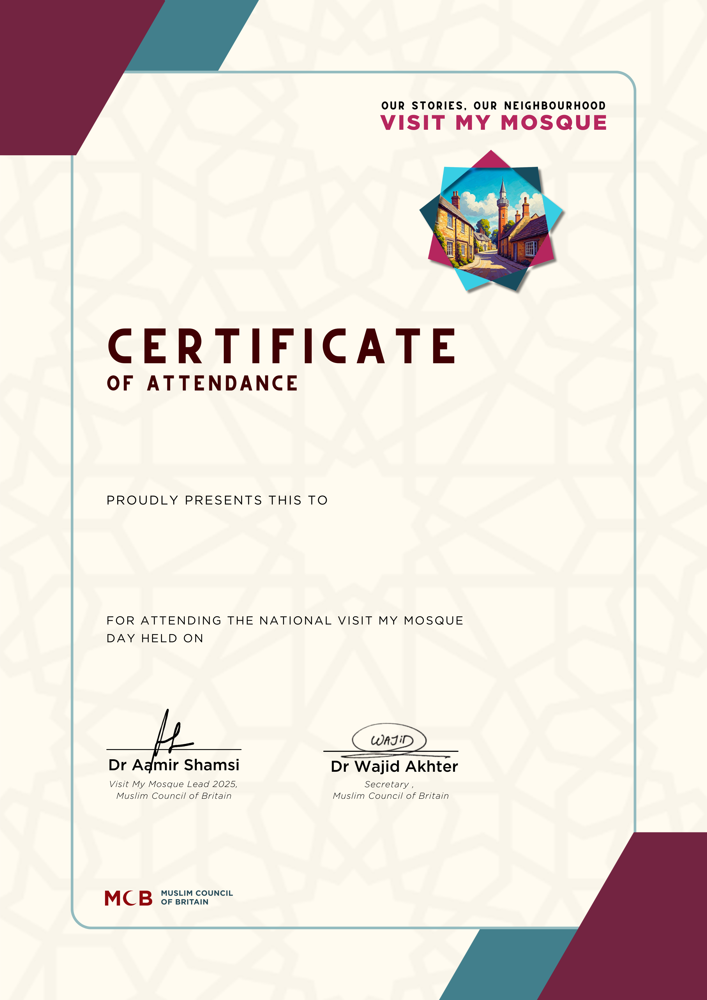 OUR STORIES, OUR NEIGHBOURHOOD
VISIT MY MOSQUE
CERTIFICATE
OF ATTENDANCE
PROUDLY PRESENTS THIS TO
FOR ATTENDING THE NATIONAL VISIT MY MOSQUE
DAY HELD ON
WAJID
Dr Aamir Shamsi
Visit My Mosque Lead 2025,
Muslim Council of Britain
Dr Wajid Akhter
Secretary ,
Muslim Council of Britain
MCB
MUSLIM COUNCIL
OF BRITAIN